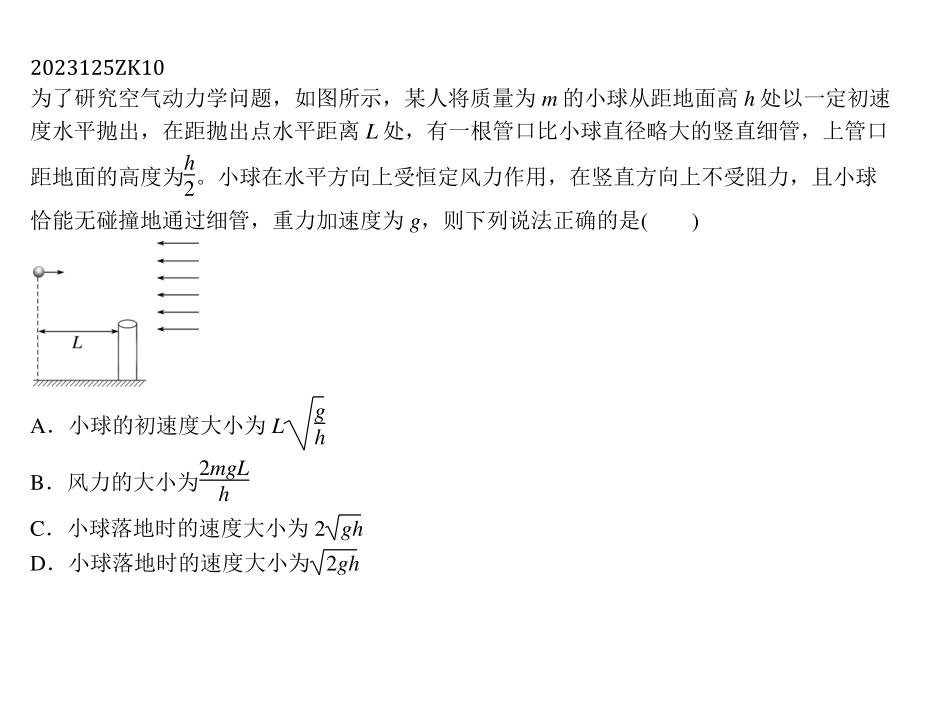 2023125ZK10
为了研究空气动力学问题，如图所示，某人将质量为 m 的小球从距地面高 h 处以一定初速
度水平抛出，在距抛出点水平距离 L 处，有一根管口比小球直径略大的竖直细管，上管口
距地面的高度为h/2。小球在水平方向上受恒定风力作用，在竖直方向上不受阻力，且小球
恰能无碰撞地通过细管，重力加速度为 g，则下列说法正确的是(　　)
L
A．小球的初速度大小为 L√(g/h)
B．风力的大小为2mgL/h
C．小球落地时的速度大小为 2√gh
D．小球落地时的速度大小为√2gh